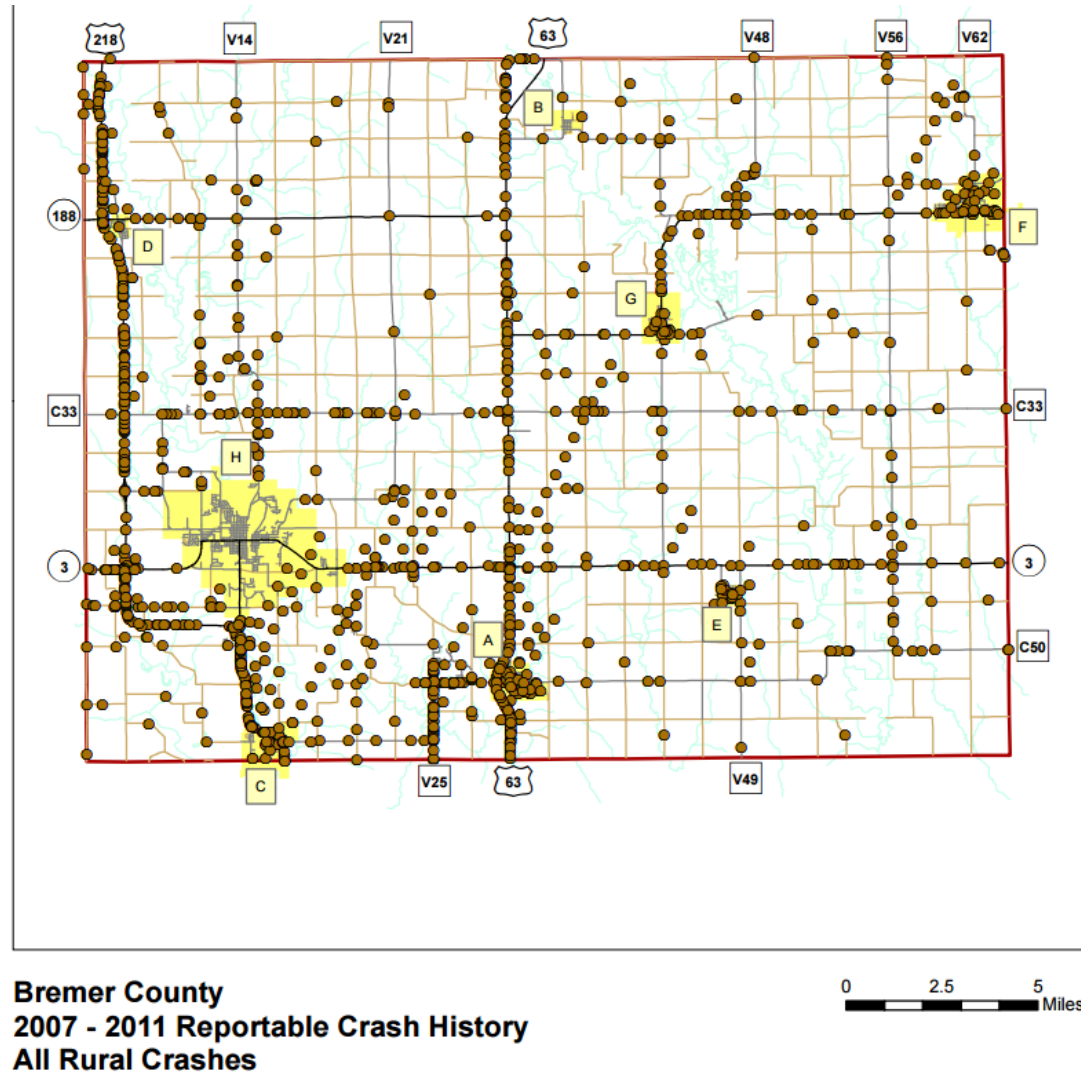 218
V14
V21
63
V48
V56
V62
B
188
D
F
G
C33
C33
H
3
3
E
A
C50
C
V25
63
V49
0 2.5 5
Miles
Bremer County
2007 - 2011 Reportable Crash History
All Rural Crashes